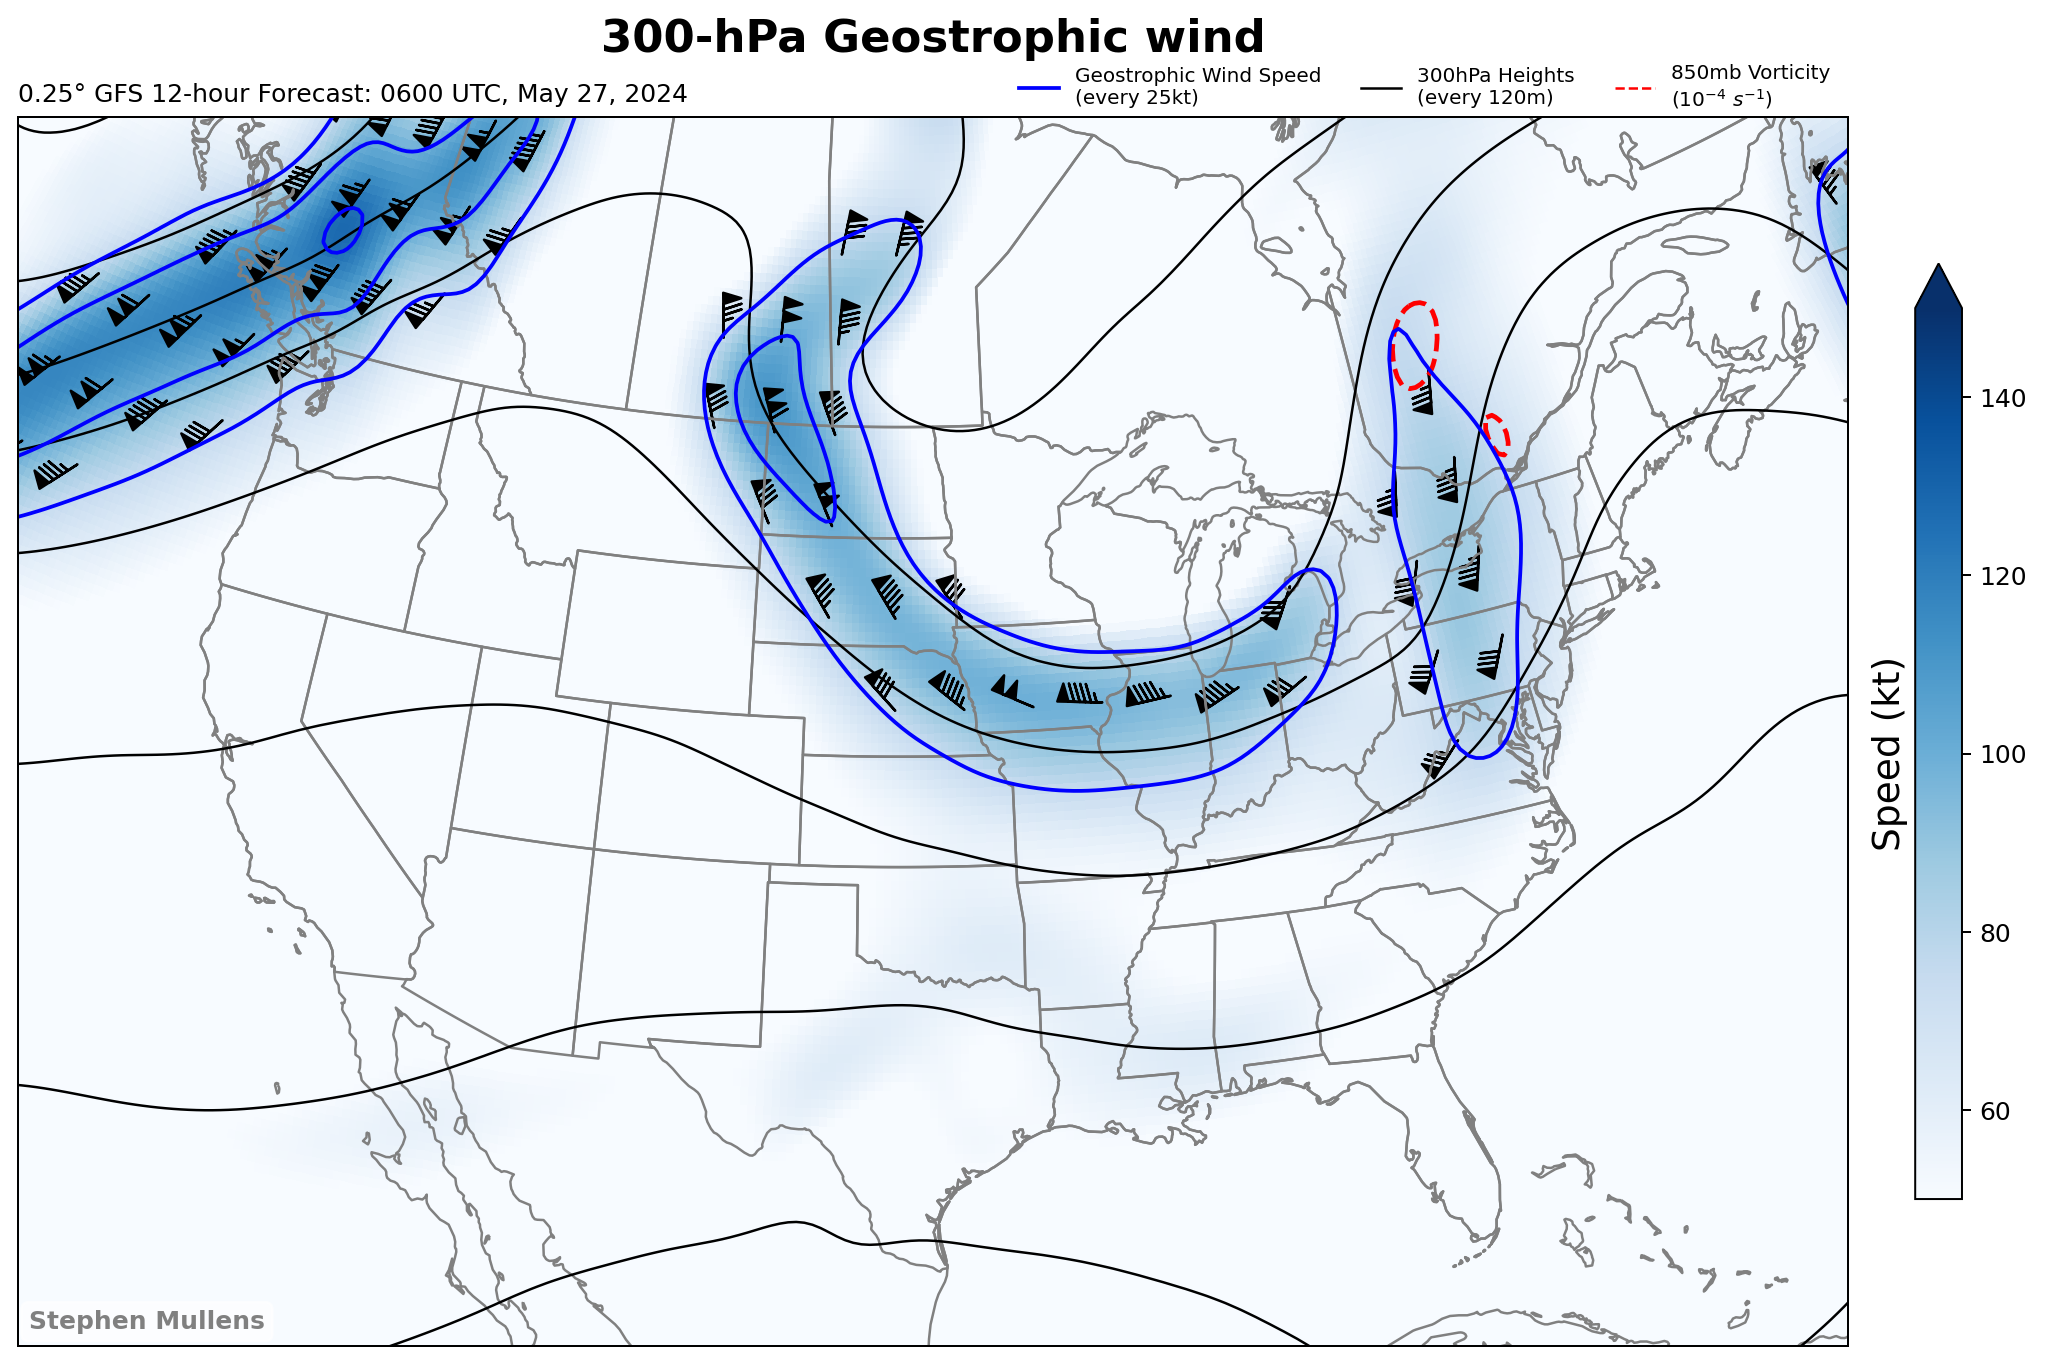 300-hPa Geostrophic wind
0.25° GFS 12-hour Forecast: 0600 UTC, May 27, 2024
Geostrophic Wind Speed
(every 25kt)
300hPa Heights
(every 120m)
850mb Vorticity
(10⁻⁴ s⁻¹)
140
120
100
80
60
Speed (kt)
Stephen Mullens